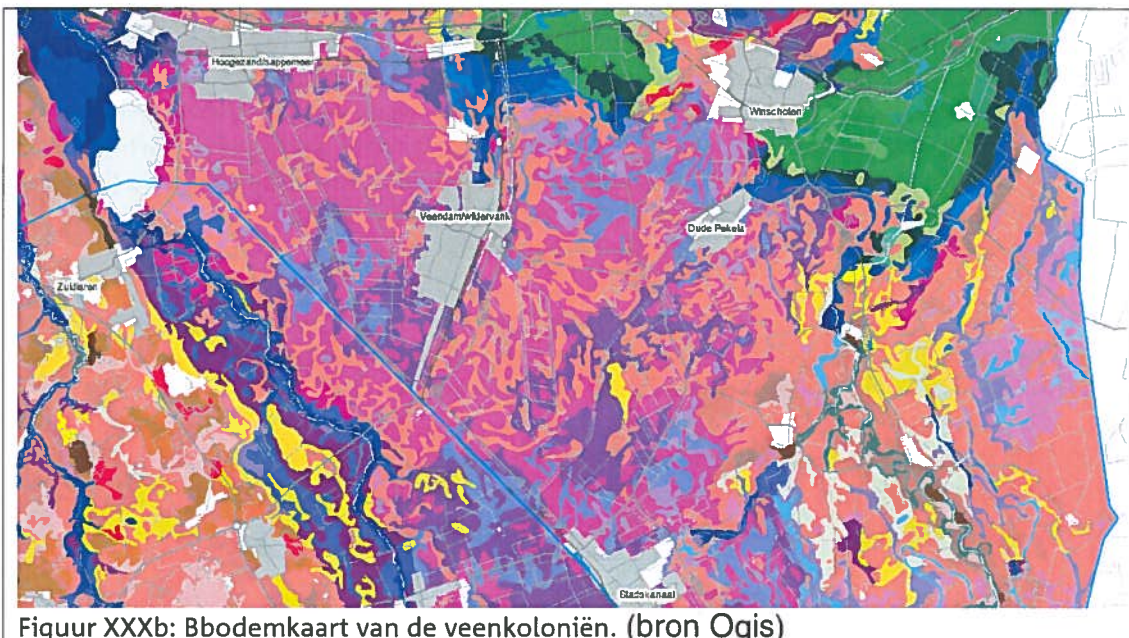 Hoogezand/sappemeer
Winschoten
Veendam/wildervank
Oude Pekela
Zuidlaren
Stadskanaal
Figuur XXXb: Bbodemkaart van de veenkoloniën. (bron Ogis)